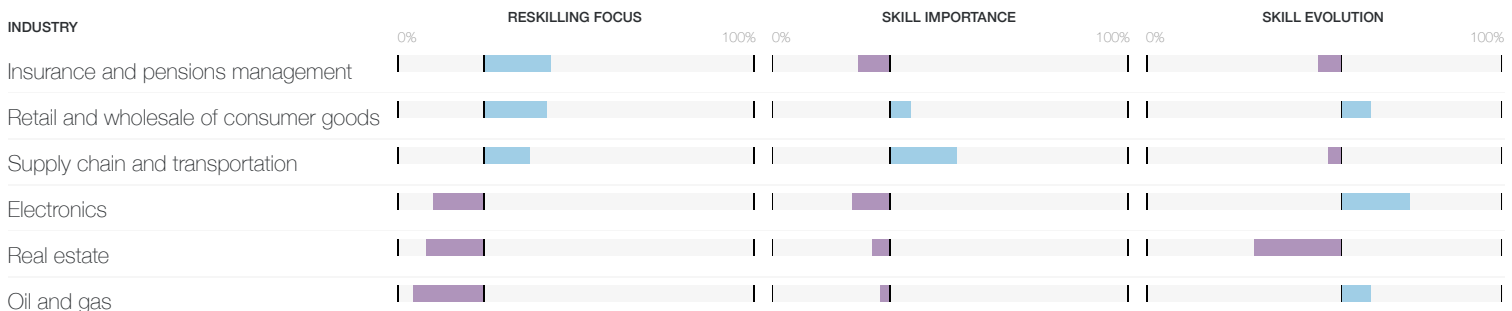 RESKILLING FOCUS SKILL IMPORTANCE SKILL EVOLUTION
INDUSTRY
0% 100% 0% 100% 0% 100%
Insurance and pensions management
Retail and wholesale of consumer goods
Supply chain and transportation
Electronics
Real estate
Oil and gas